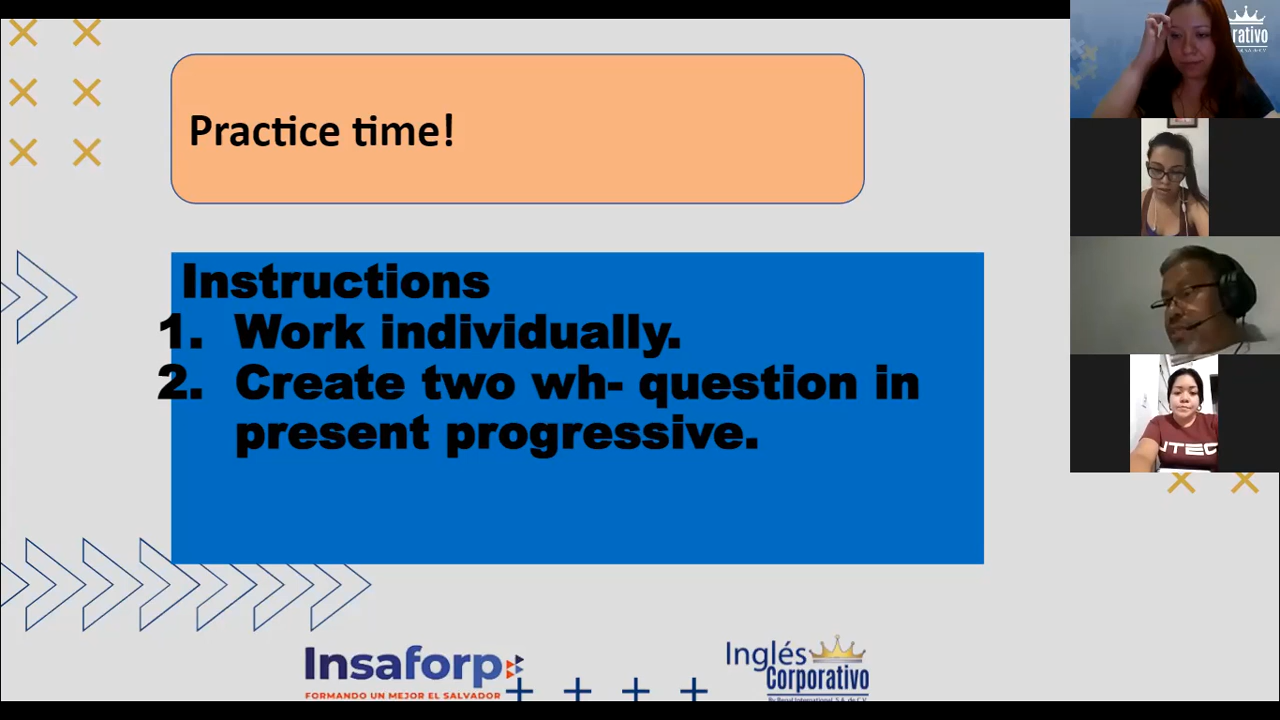 Practice time!
Instructions
1. Work individually.
2. Create two wh- question in
present progressive.
Insaforp
FORMANDO UN MEJOR EL SALVADOR
Inglés
Corporativo
rativo
NTEC